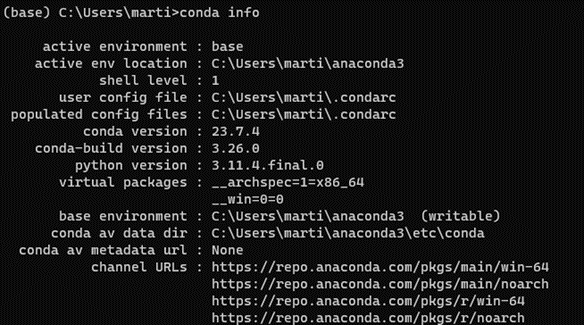 (base) C:\Users\marti>conda info
active environment : base
active env location : C:\Users\marti\anaconda3
shell level : 1
user config file : C:\Users\marti\.condarc
populated config files : C:\Users\marti\.condarc
conda version : 23.7.4
conda-build version : 3.26.0
python version : 3.11.4.final.0
virtual packages : __archspec=1=x86_64
__win=0=0
base environment : C:\Users\marti\anaconda3  (writable)
conda av data dir : C:\Users\marti\anaconda3\etc\conda
conda av metadata url : None
channel URLs : https://repo.anaconda.com/pkgs/main/win-64
https://repo.anaconda.com/pkgs/main/noarch
https://repo.anaconda.com/pkgs/r/win-64
https://repo.anaconda.com/pkgs/r/noarch